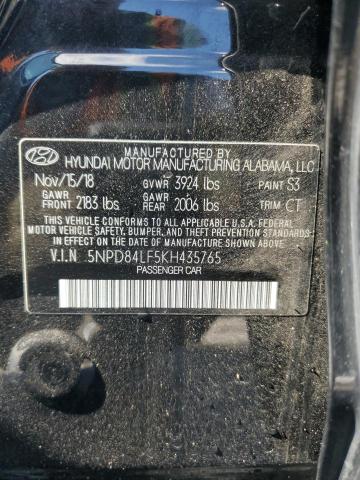 MANUFACTURED BY
HYUNDAI MOTOR MANUFACTURING ALABAMA, LLC
Nov/15/18 GVWR 3924 lbs PAINT S3
GAWR FRONT 2183 lbs GAWR REAR 2006 lbs TRIM CT
THIS VEHICLE CONFORMS TO ALL APPLICABLE U.S.A. FEDERAL
MOTOR VEHICLE SAFETY, BUMPER, AND THEFT PREVENTION STANDARDS
IN EFFECT ON THE DATE OF MANUFACTURE SHOWN ABOVE.
V.I.N 5NPD84LF5KH435765
PASSENGER CAR